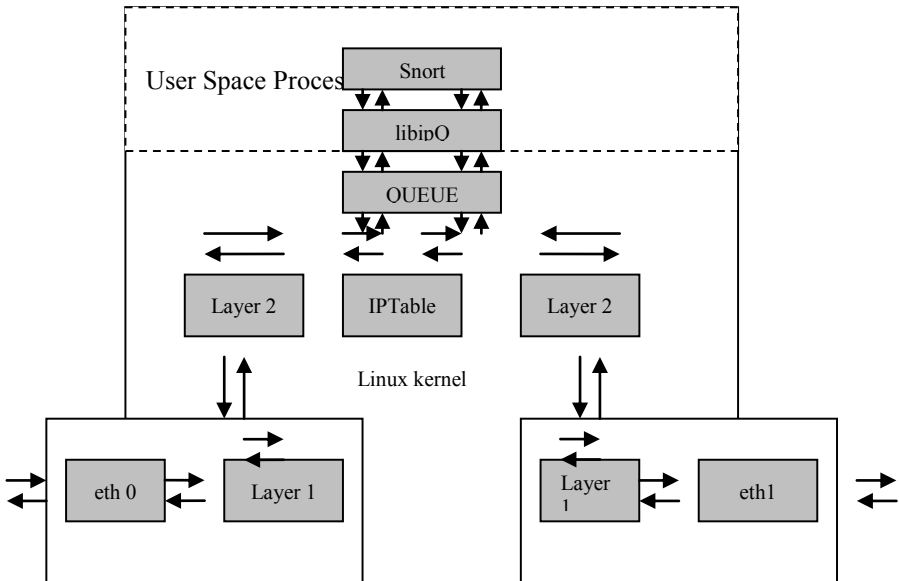 Snort
User Space Proces
libipQ
QUEUE
Layer 2
IPTable
Layer 2
Linux kernel
eth 0
Layer 1
Layer
1
eth1